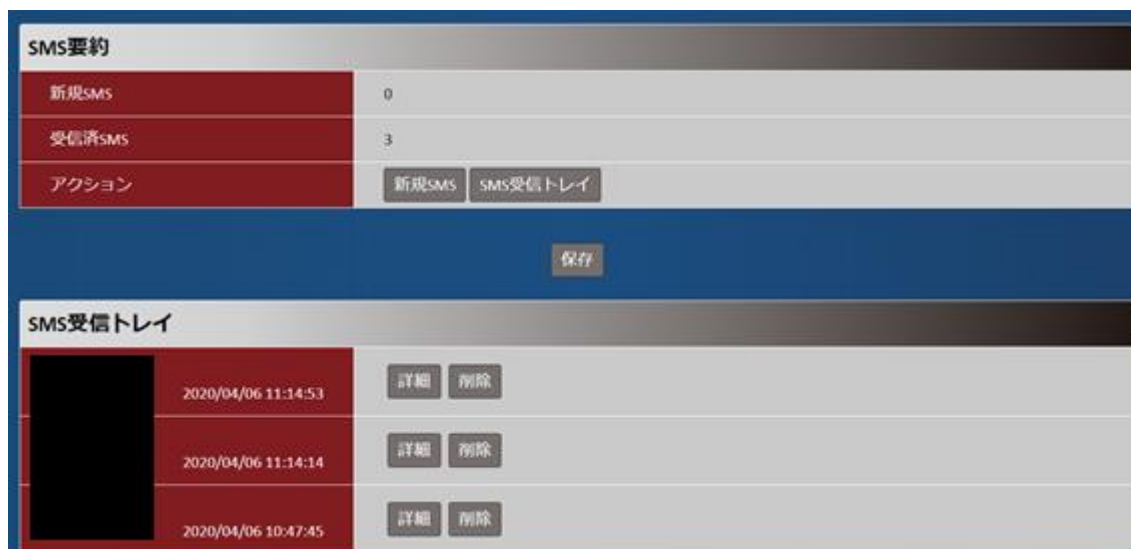 SMS要約
新規SMS 0
受信済SMS 3
アクション 新規SMS SMS受信トレイ
保存
SMS受信トレイ
2020/04/06 11:14:53 詳細 削除
2020/04/06 11:14:14 詳細 削除
2020/04/06 10:47:45 詳細 削除